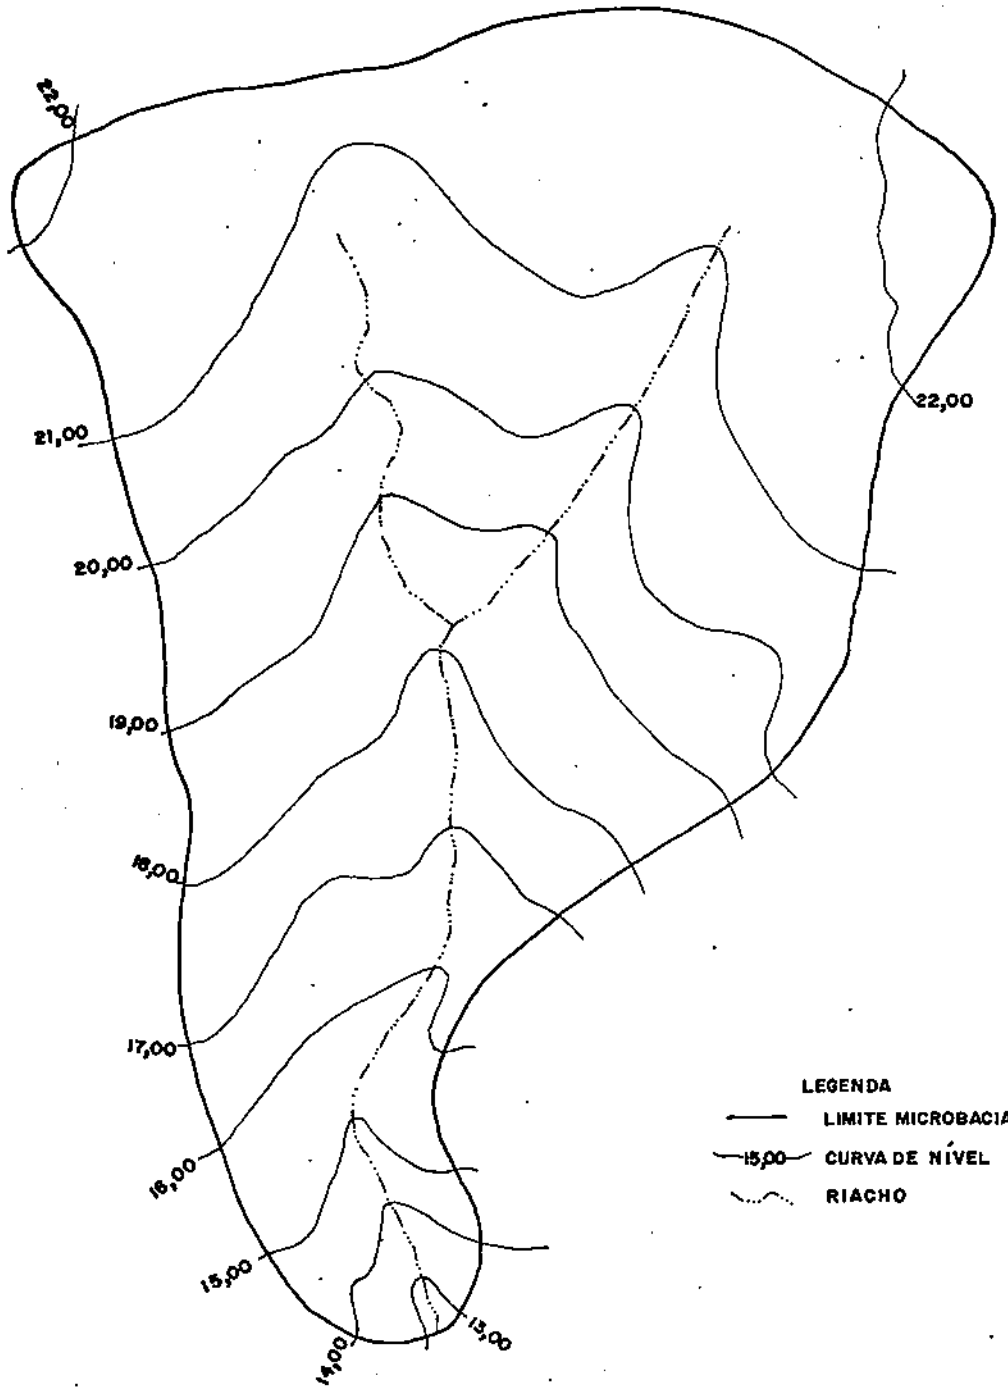 22,00
22,00
21,00
20,00
19,00
18,00
17,00
16,00
15,00
14,00
13,00
LEGENDA
LIMITE MICROBACIA
15,00 CURVA DE NÍVEL
RIACHO